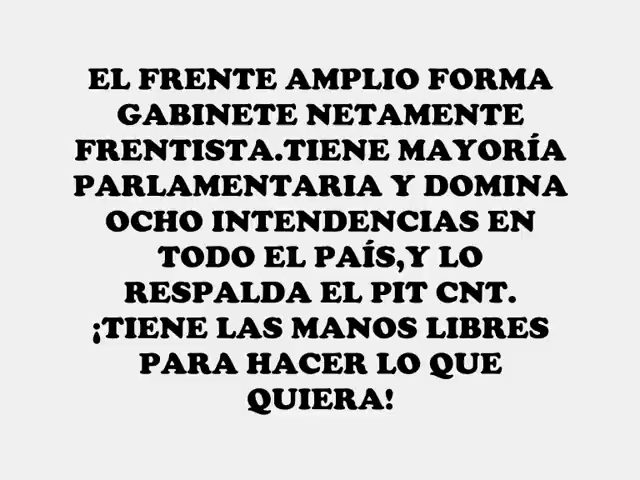 EL FRENTE AMPLIO FORMA
GABINETE NETAMENTE
FRENTISTA.TIENE MAYORÍA
PARLAMENTARIA Y DOMINA
OCHO INTENDENCIAS EN
TODO EL PAÍS,Y LO
RESPALDA EL PIT CNT.
¡TIENE LAS MANOS LIBRES
PARA HACER LO QUE
QUIERA!